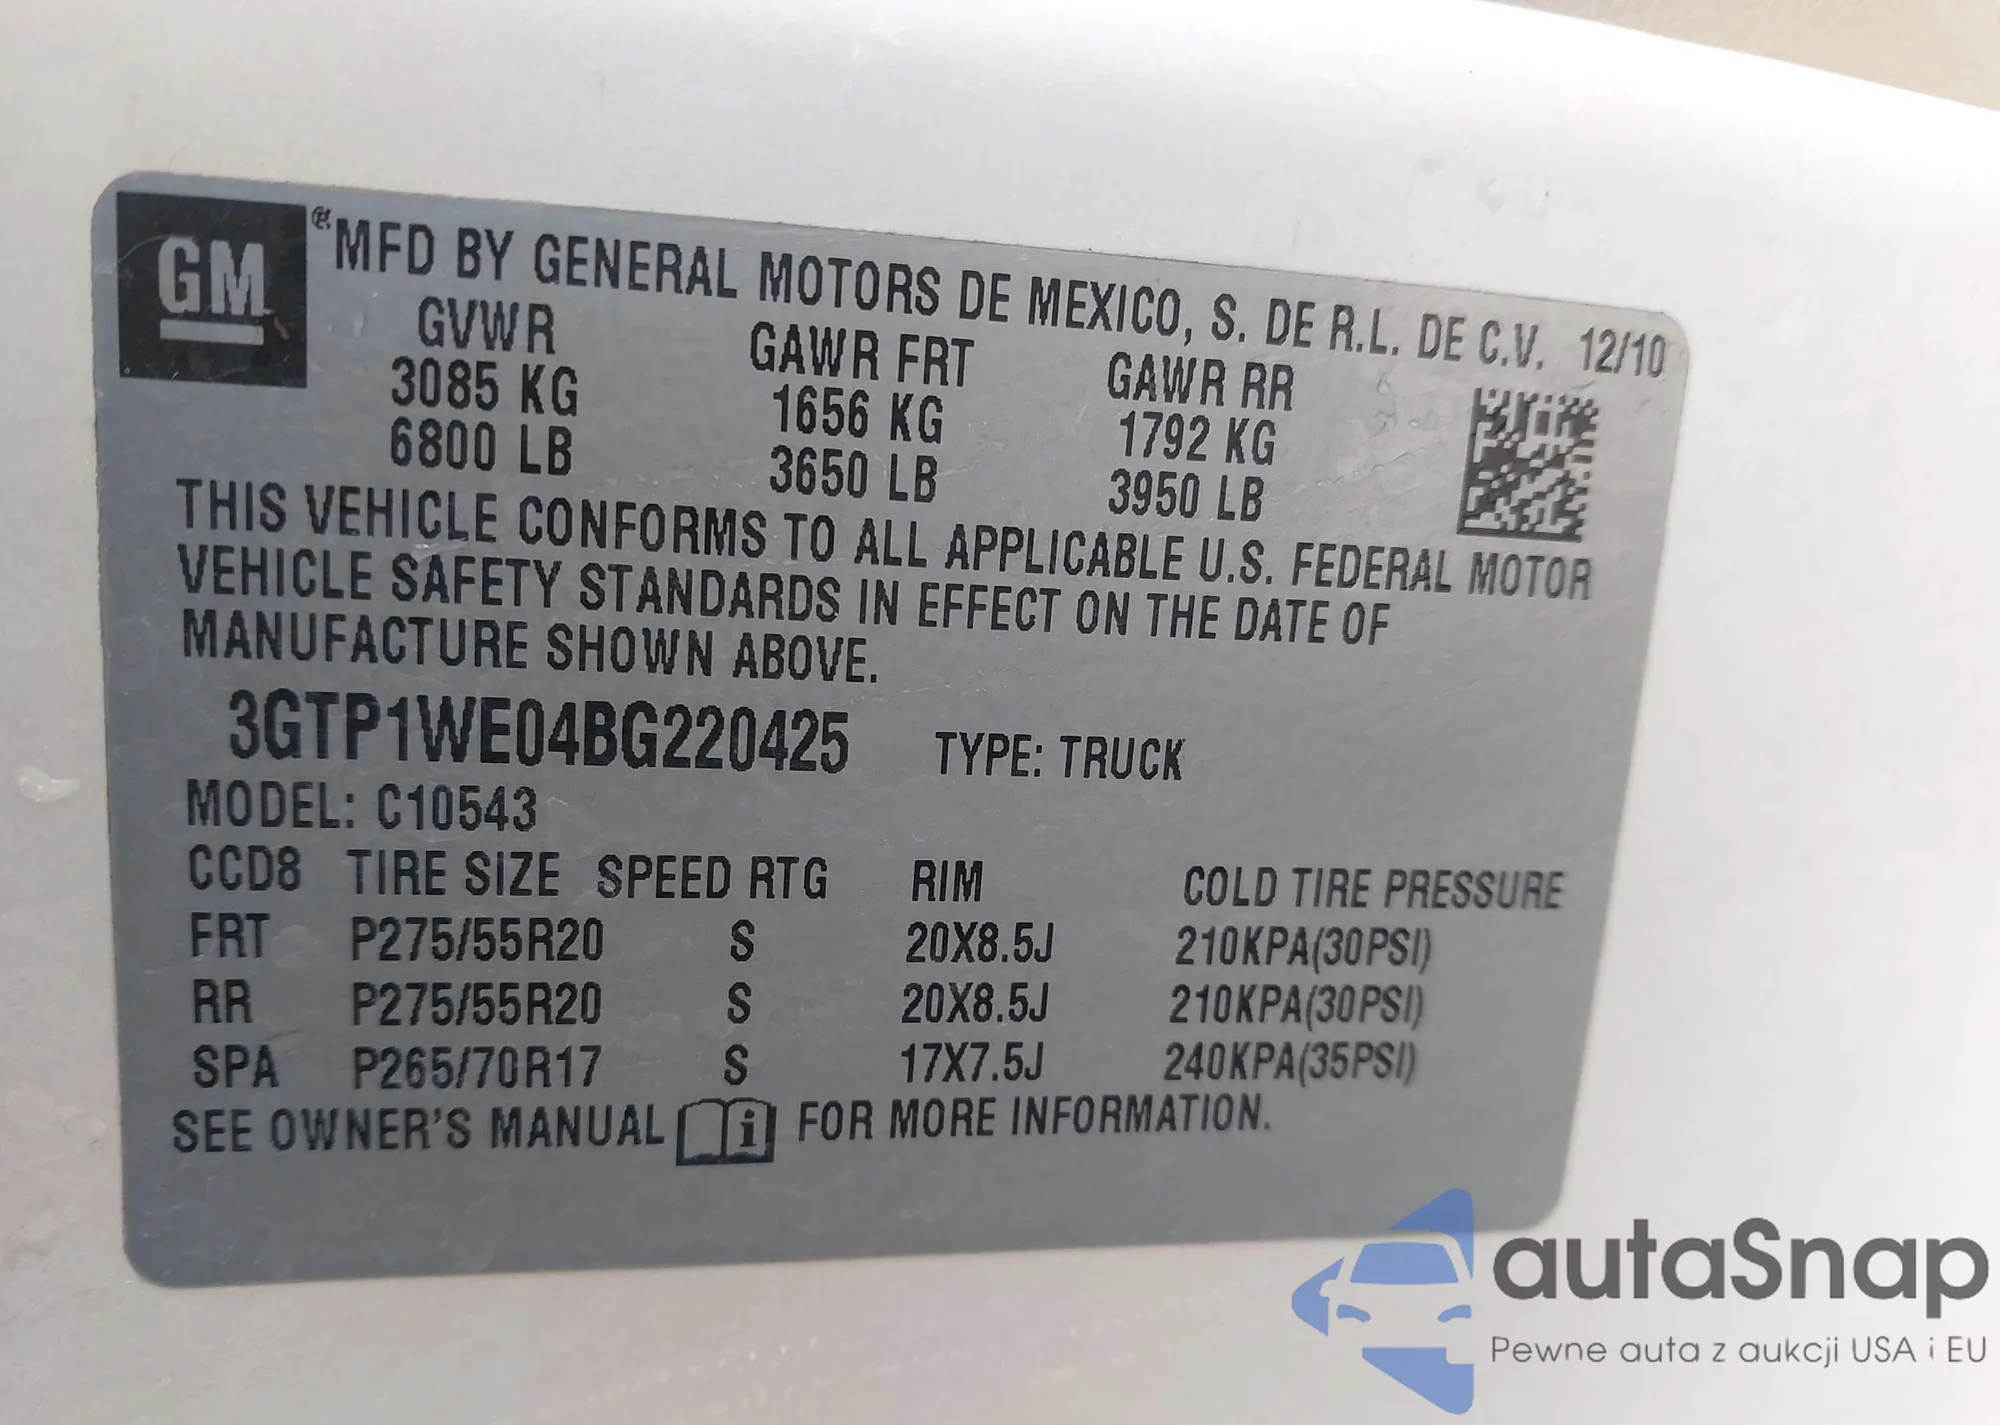 GM
® MFD BY GENERAL MOTORS DE MEXICO, S. DE R.L. DE C.V. 12/10
GVWR GAWR FRT GAWR RR
3085 KG 1656 KG 1792 KG
6800 LB 3650 LB 3950 LB
THIS VEHICLE CONFORMS TO ALL APPLICABLE U.S. FEDERAL MOTOR
VEHICLE SAFETY STANDARDS IN EFFECT ON THE DATE OF
MANUFACTURE SHOWN ABOVE.
3GTP1WE04BG220425 TYPE: TRUCK
MODEL: C10543
CCD8 TIRE SIZE SPEED RTG RIM COLD TIRE PRESSURE
FRT P275/55R20 S 20X8.5J 210KPA(30PSI)
RR P275/55R20 S 20X8.5J 210KPA(30PSI)
SPA P265/70R17 S 17X7.5J 240KPA(35PSI)
SEE OWNER'S MANUAL i FOR MORE INFORMATION.
autaSnap
Pewne auta z aukcji USA i EU